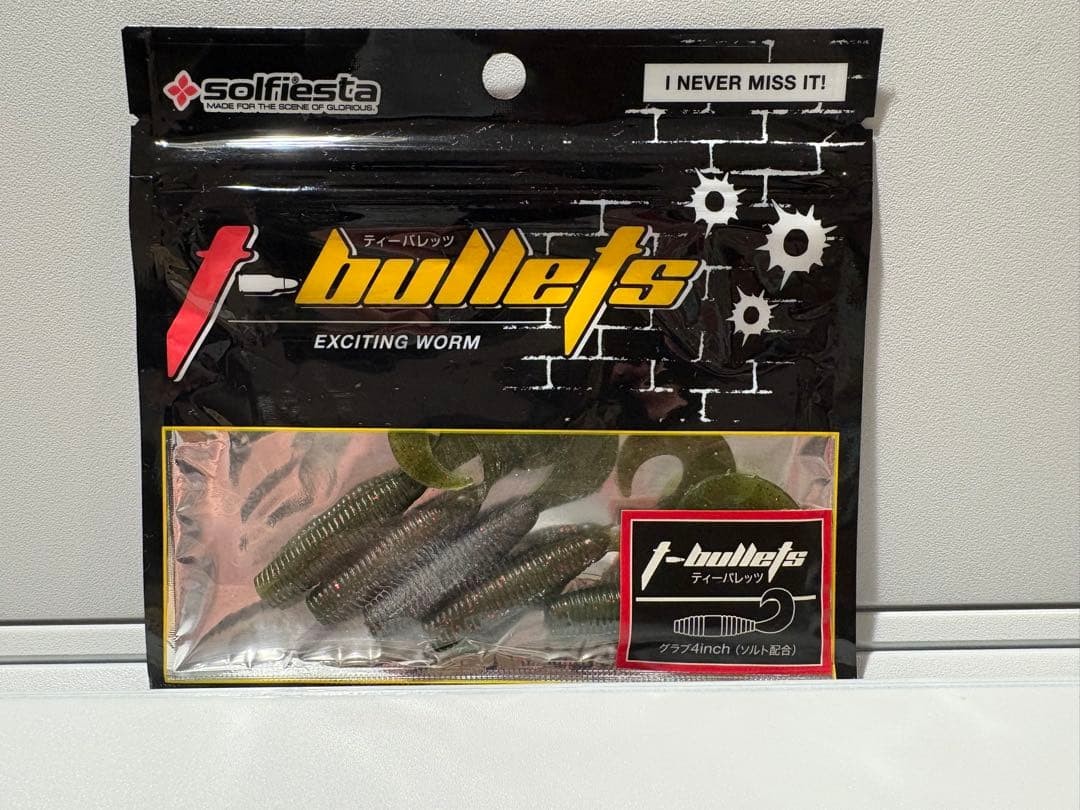 solfiesta
MADE FOR THE SCENE OF GLORIOUS.
I NEVER MISS IT!
ティーバレッツ
t-bullets
EXCITING WORM
t-bullets
ティーバレッツ
グラブ4inch（ソルト配合）